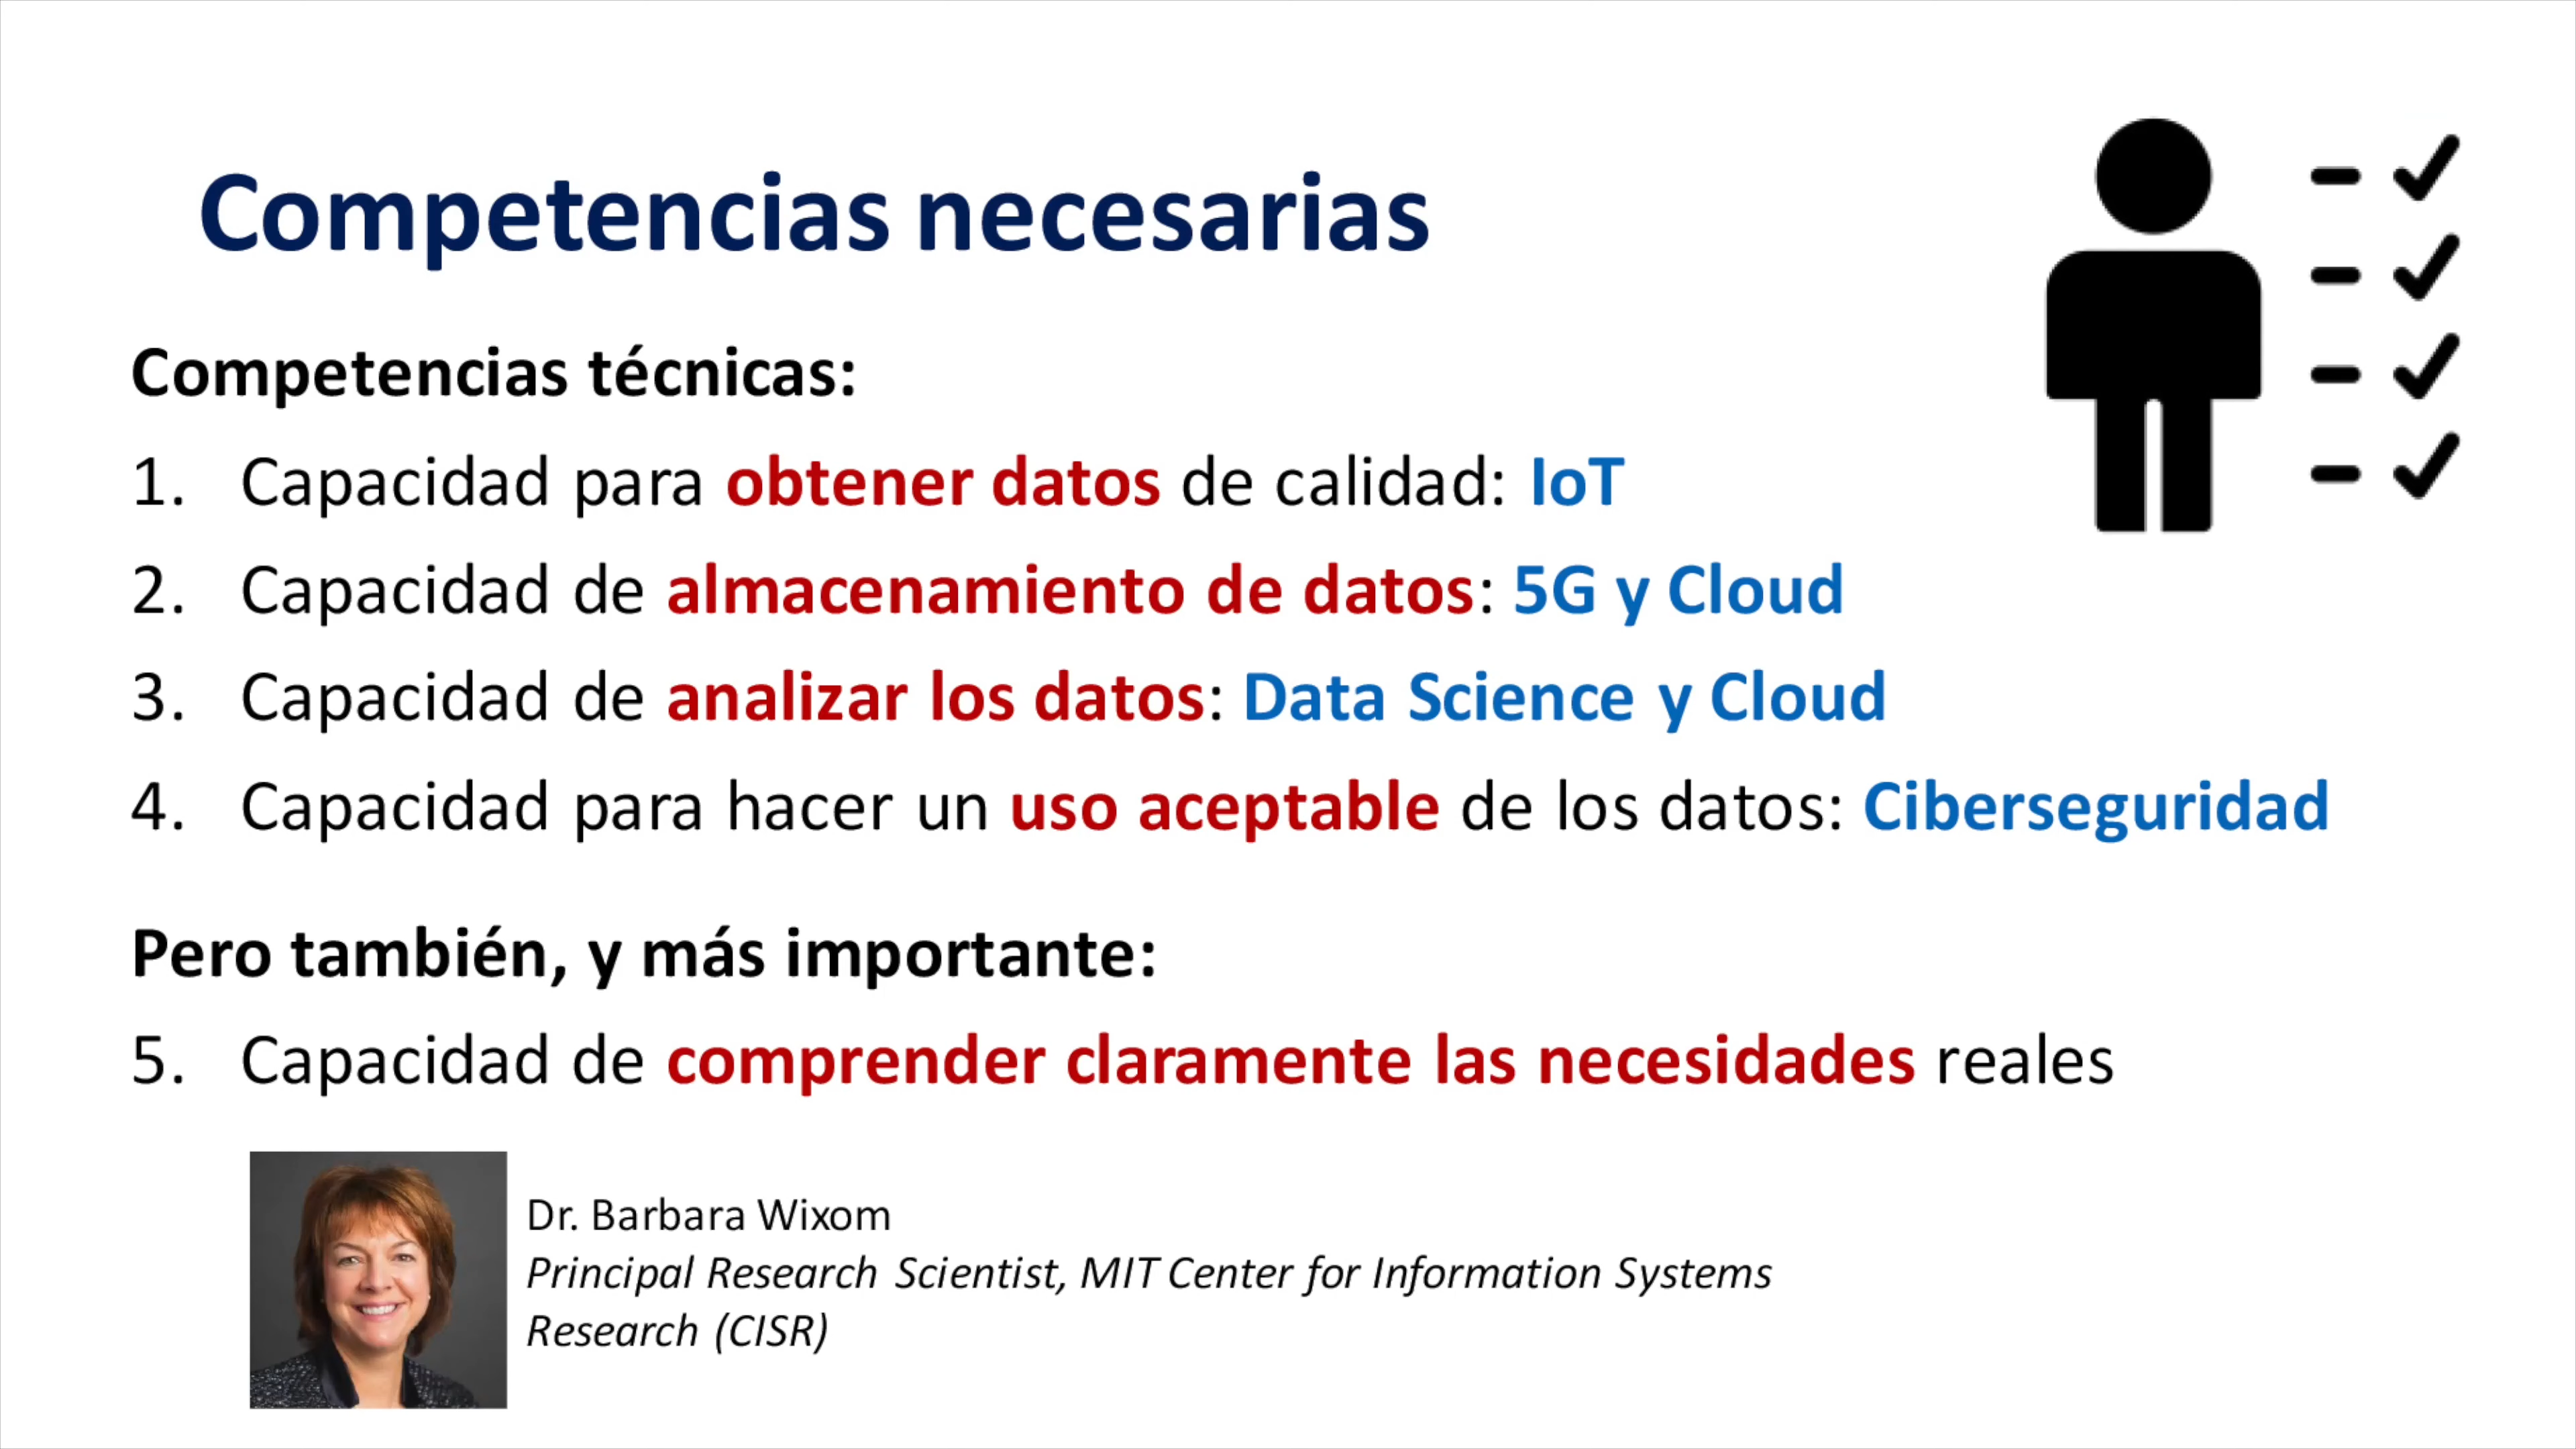 Competencias necesarias
Competencias técnicas:
1. Capacidad para obtener datos de calidad: IoT
2. Capacidad de almacenamiento de datos: 5G y Cloud
3. Capacidad de analizar los datos: Data Science y Cloud
4. Capacidad para hacer un uso aceptable de los datos: Ciberseguridad
Pero también, y más importante:
5. Capacidad de comprender claramente las necesidades reales
Dr. Barbara Wixom
Principal Research Scientist, MIT Center for Information Systems
Research (CISR)